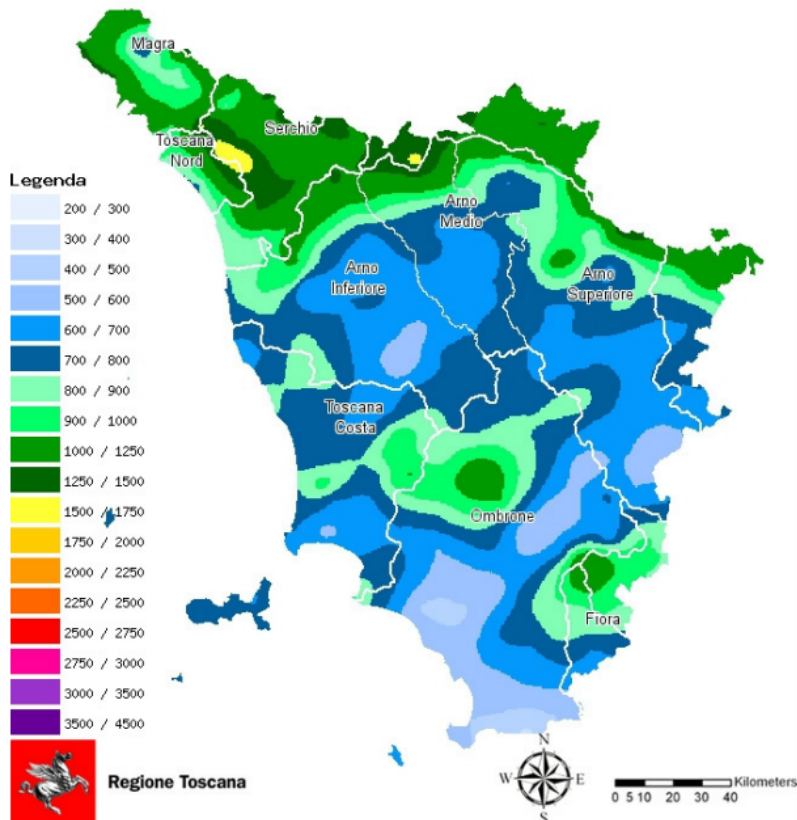 Magra
Serchio
Toscana
Nord
Legenda
200 / 300
300 / 400
400 / 500
500 / 600
600 / 700
700 / 800
800 / 900
900 / 1000
1000 / 1250
1250 / 1500
1500 / 1750
1750 / 2000
2000 / 2250
2250 / 2500
2500 / 2750
2750 / 3000
3000 / 3500
3500 / 4500
Arno
Medio
Arno
Inferiore
Arno
Superiore
Toscana
Costa
Ombrone
Fiora
Regione Toscana
N
W E
S
Kilometers
0 5 10 20 30 40